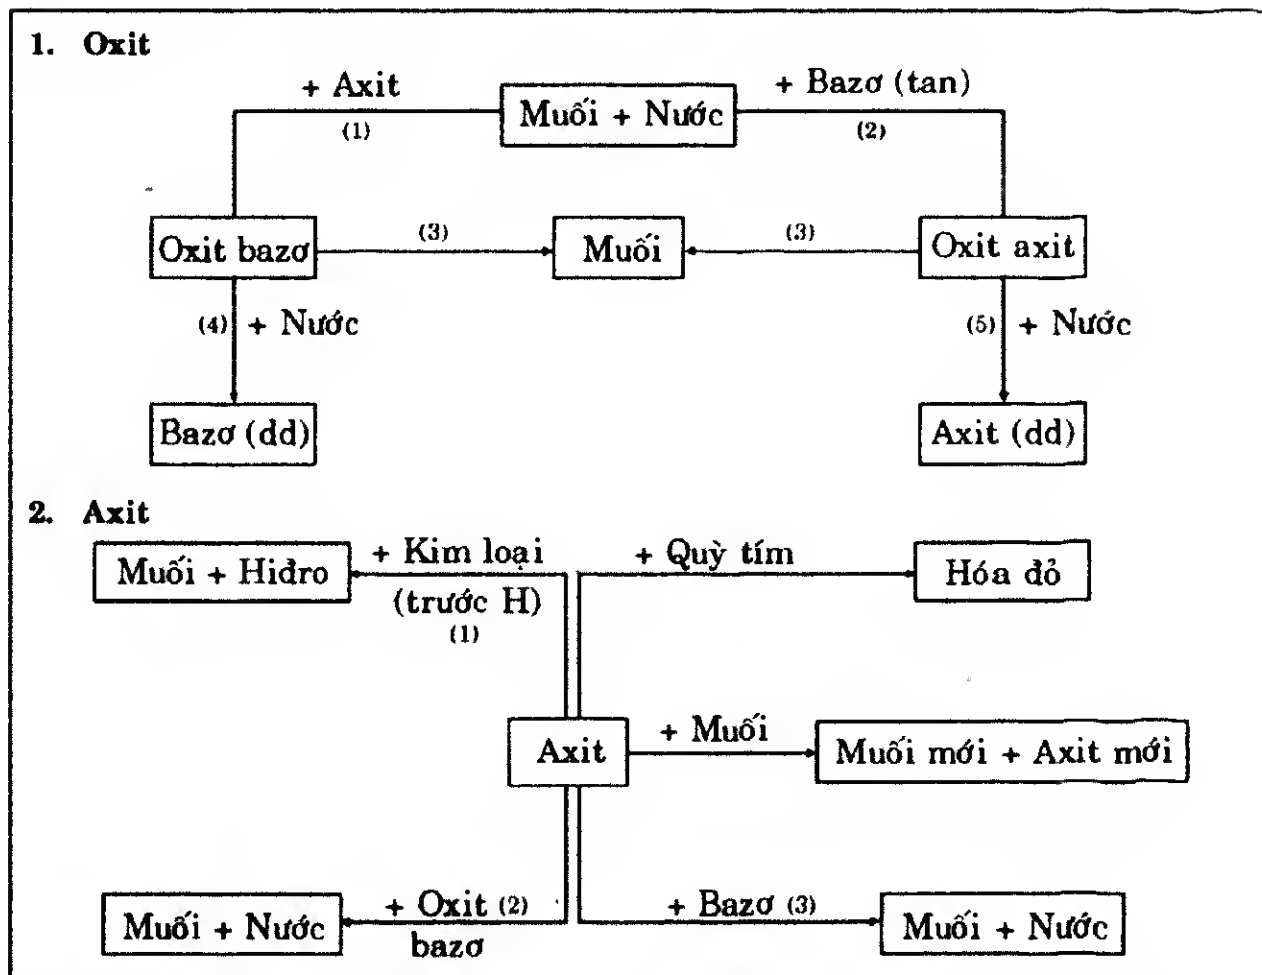 1. Oxit
+ Axit
(1)
Muối + Nước
+ Bazơ (tan)
(2)
Oxit bazơ
(3)
Muối
(3)
Oxit axit
(4) + Nước
(5) + Nước
Bazơ (dd)
Axit (dd)
2. Axit
Muối + Hiđro
+ Kim loại
(trước H)
(1)
+ Quỳ tím
Hóa đỏ
Axit
+ Muối
Muối mới + Axit mới
Muối + Nước
+ Oxit (2)
bazơ
+ Bazơ (3)
Muối + Nước